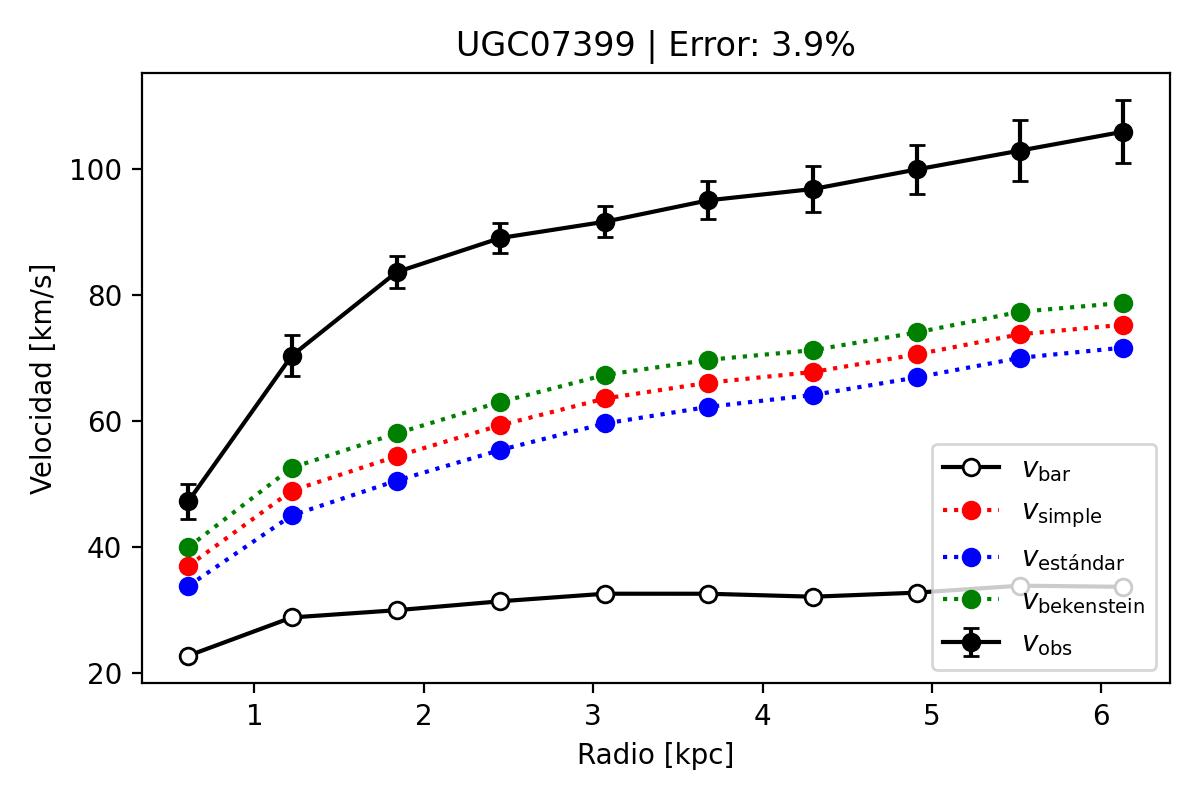 UGC07399 | Error: 3.9%
Velocidad [km/s]
100
80
60
40
20
v_bar
v_simple
v_estándar
v_bekenstein
v_obs
1 2 3 4 5 6
Radio [kpc]